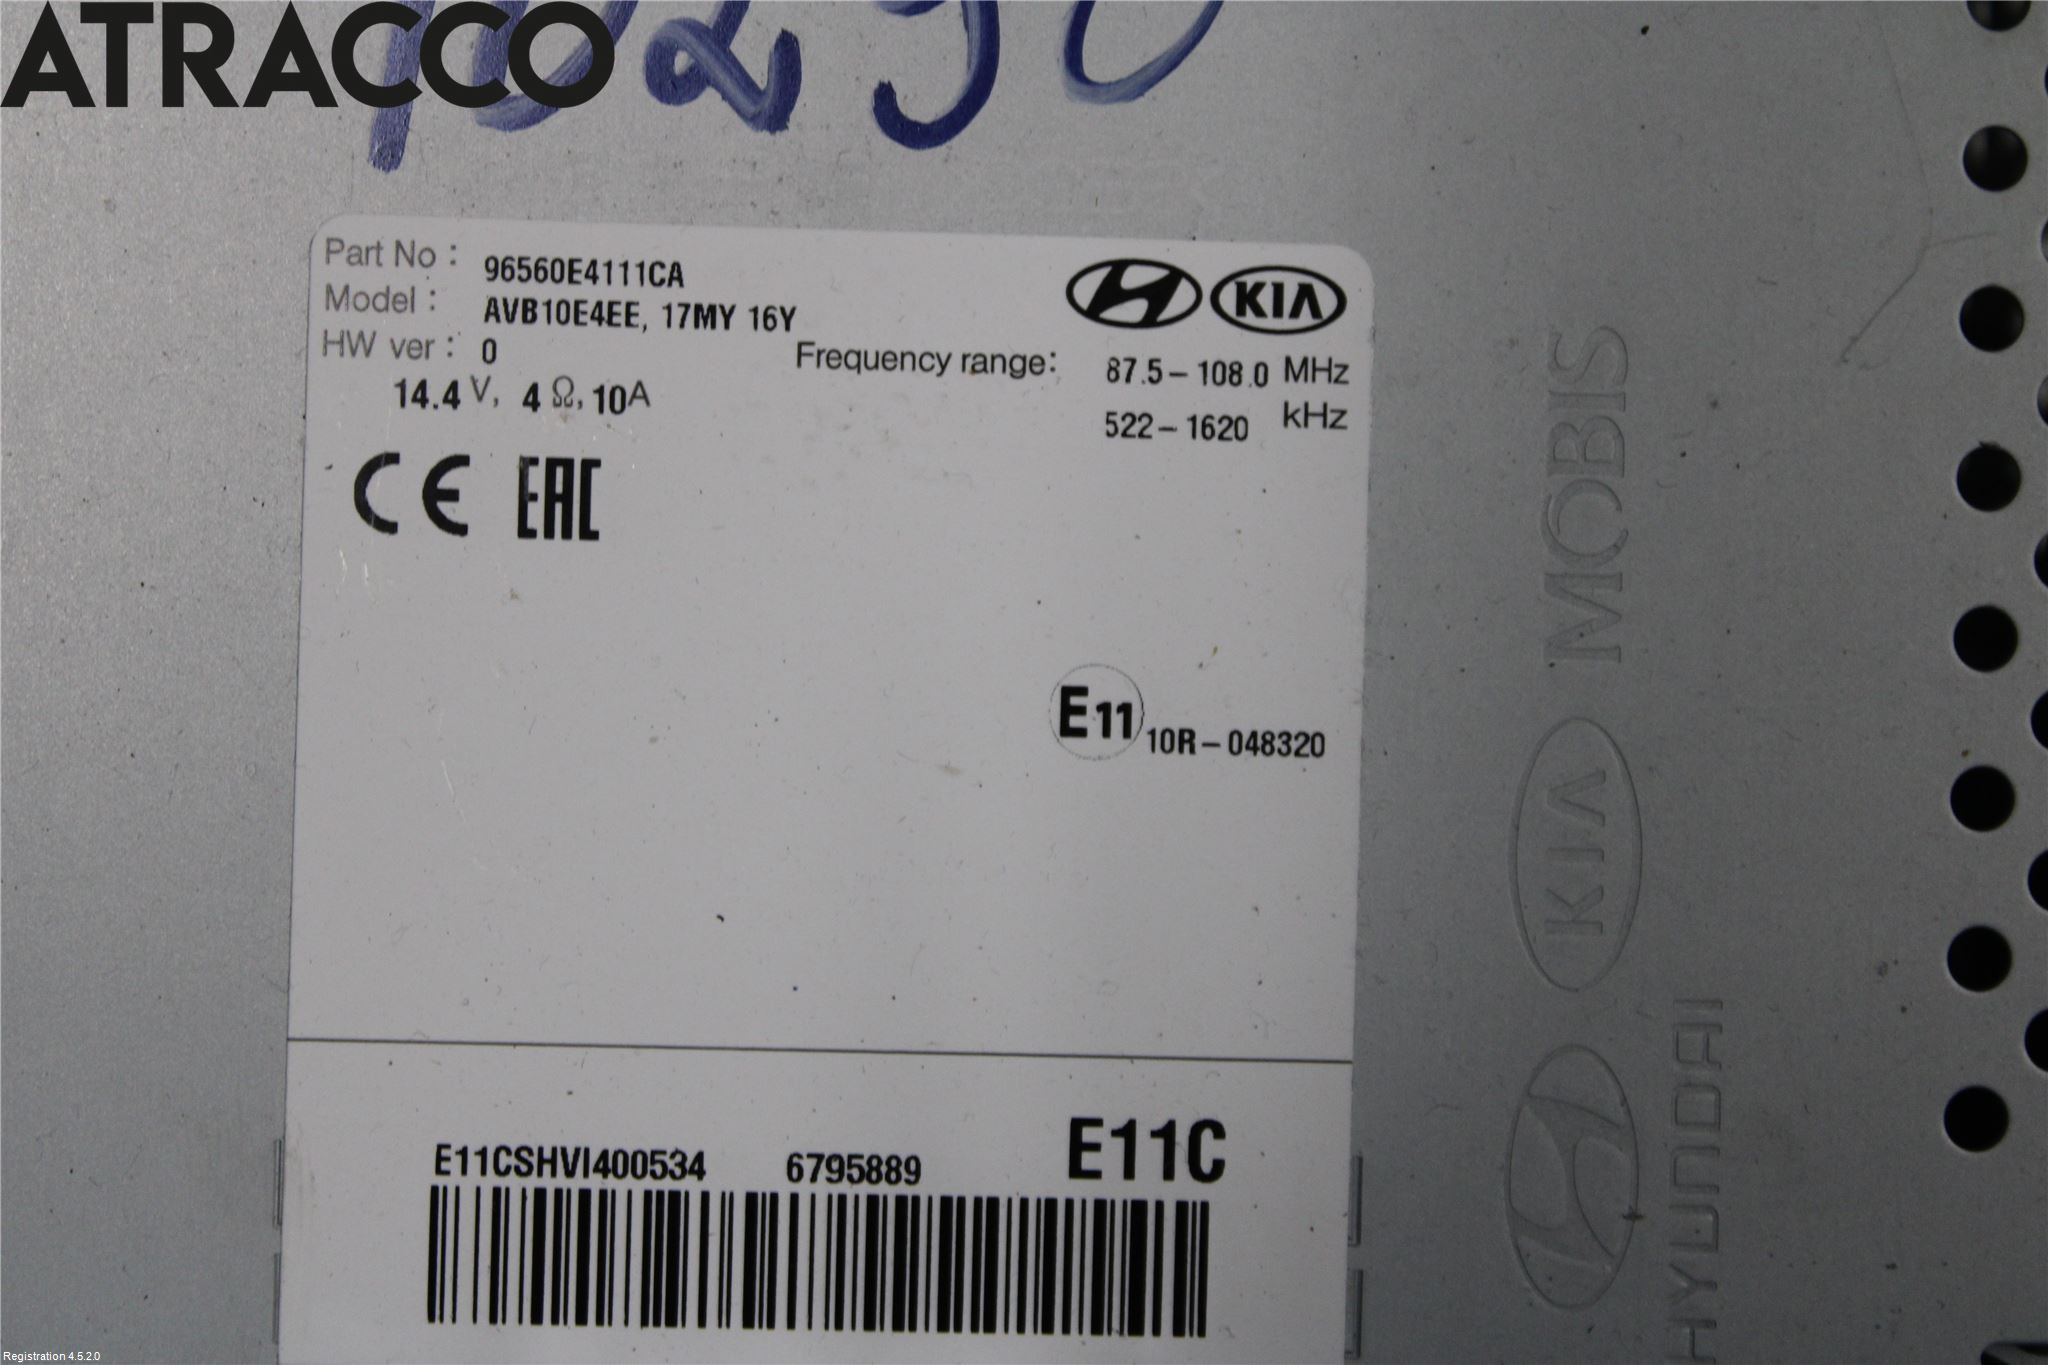 ATRACCO
Part No : 96560E4111CA
Model : AVB10E4EE, 17MY 16Y
HW ver : 0
14.4 V, 4 Ω, 10A
KIA
Frequency range: 87.5 – 108.0 MHz
522 – 1620 kHz
CE EAC
E11 10R – 048320
E11CSHVI400534 6795889 E11C
MOBIS
KIA
HYUNDAI
Registration 4.5.2.0